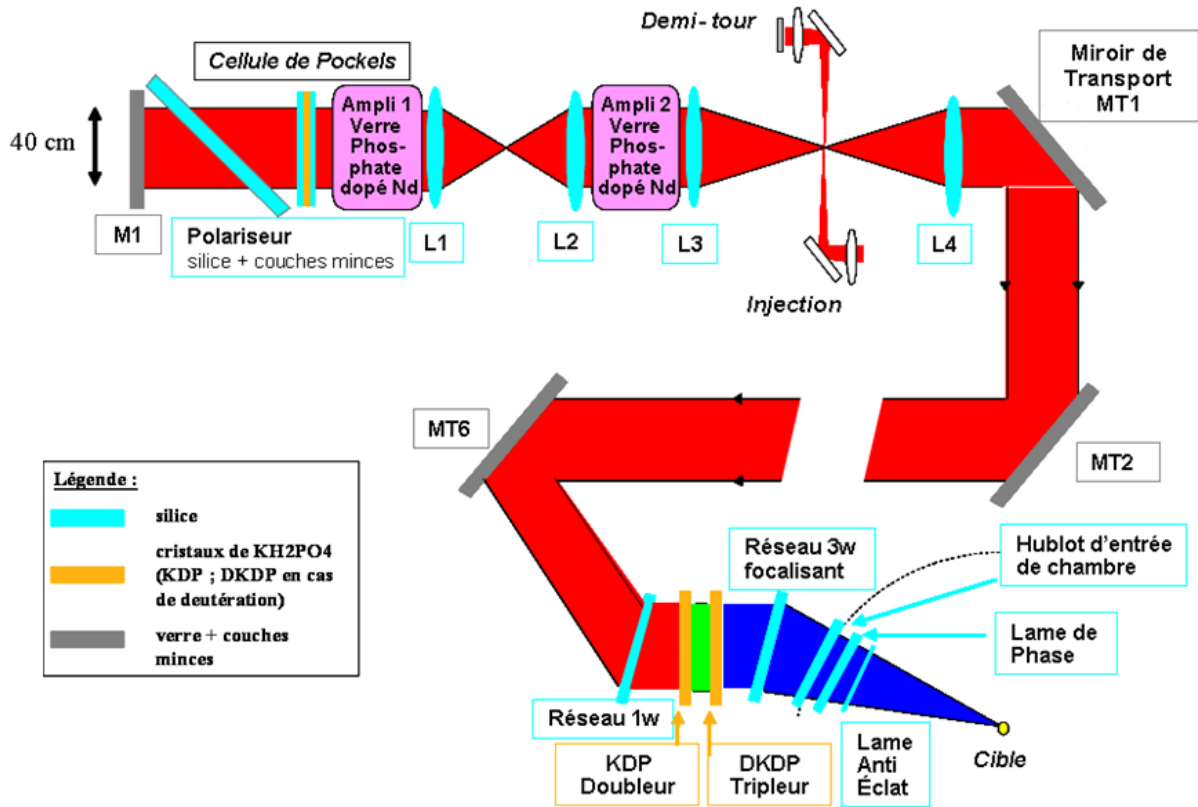 Demi- tour
Cellule de Pockels
Miroir de
Transport
MT1
40 cm
Ampli 1
Verre
Phos-
phate
dopé Nd
Ampli 2
Verre
Phos-
phate
dopé Nd
M1
Polariseur
silice + couches minces
L1
L2
L3
L4
Injection
MT6
MT2
Légende :
silice
cristaux de KH2PO4
(KDP ; DKDP en cas
de deutération)
verre + couches
minces
Réseau 3w
focalisant
Hublot d'entrée
de chambre
Lame de
Phase
Réseau 1w
KDP
Doubleur
DKDP
Tripleur
Lame
Anti
Éclat
Cible